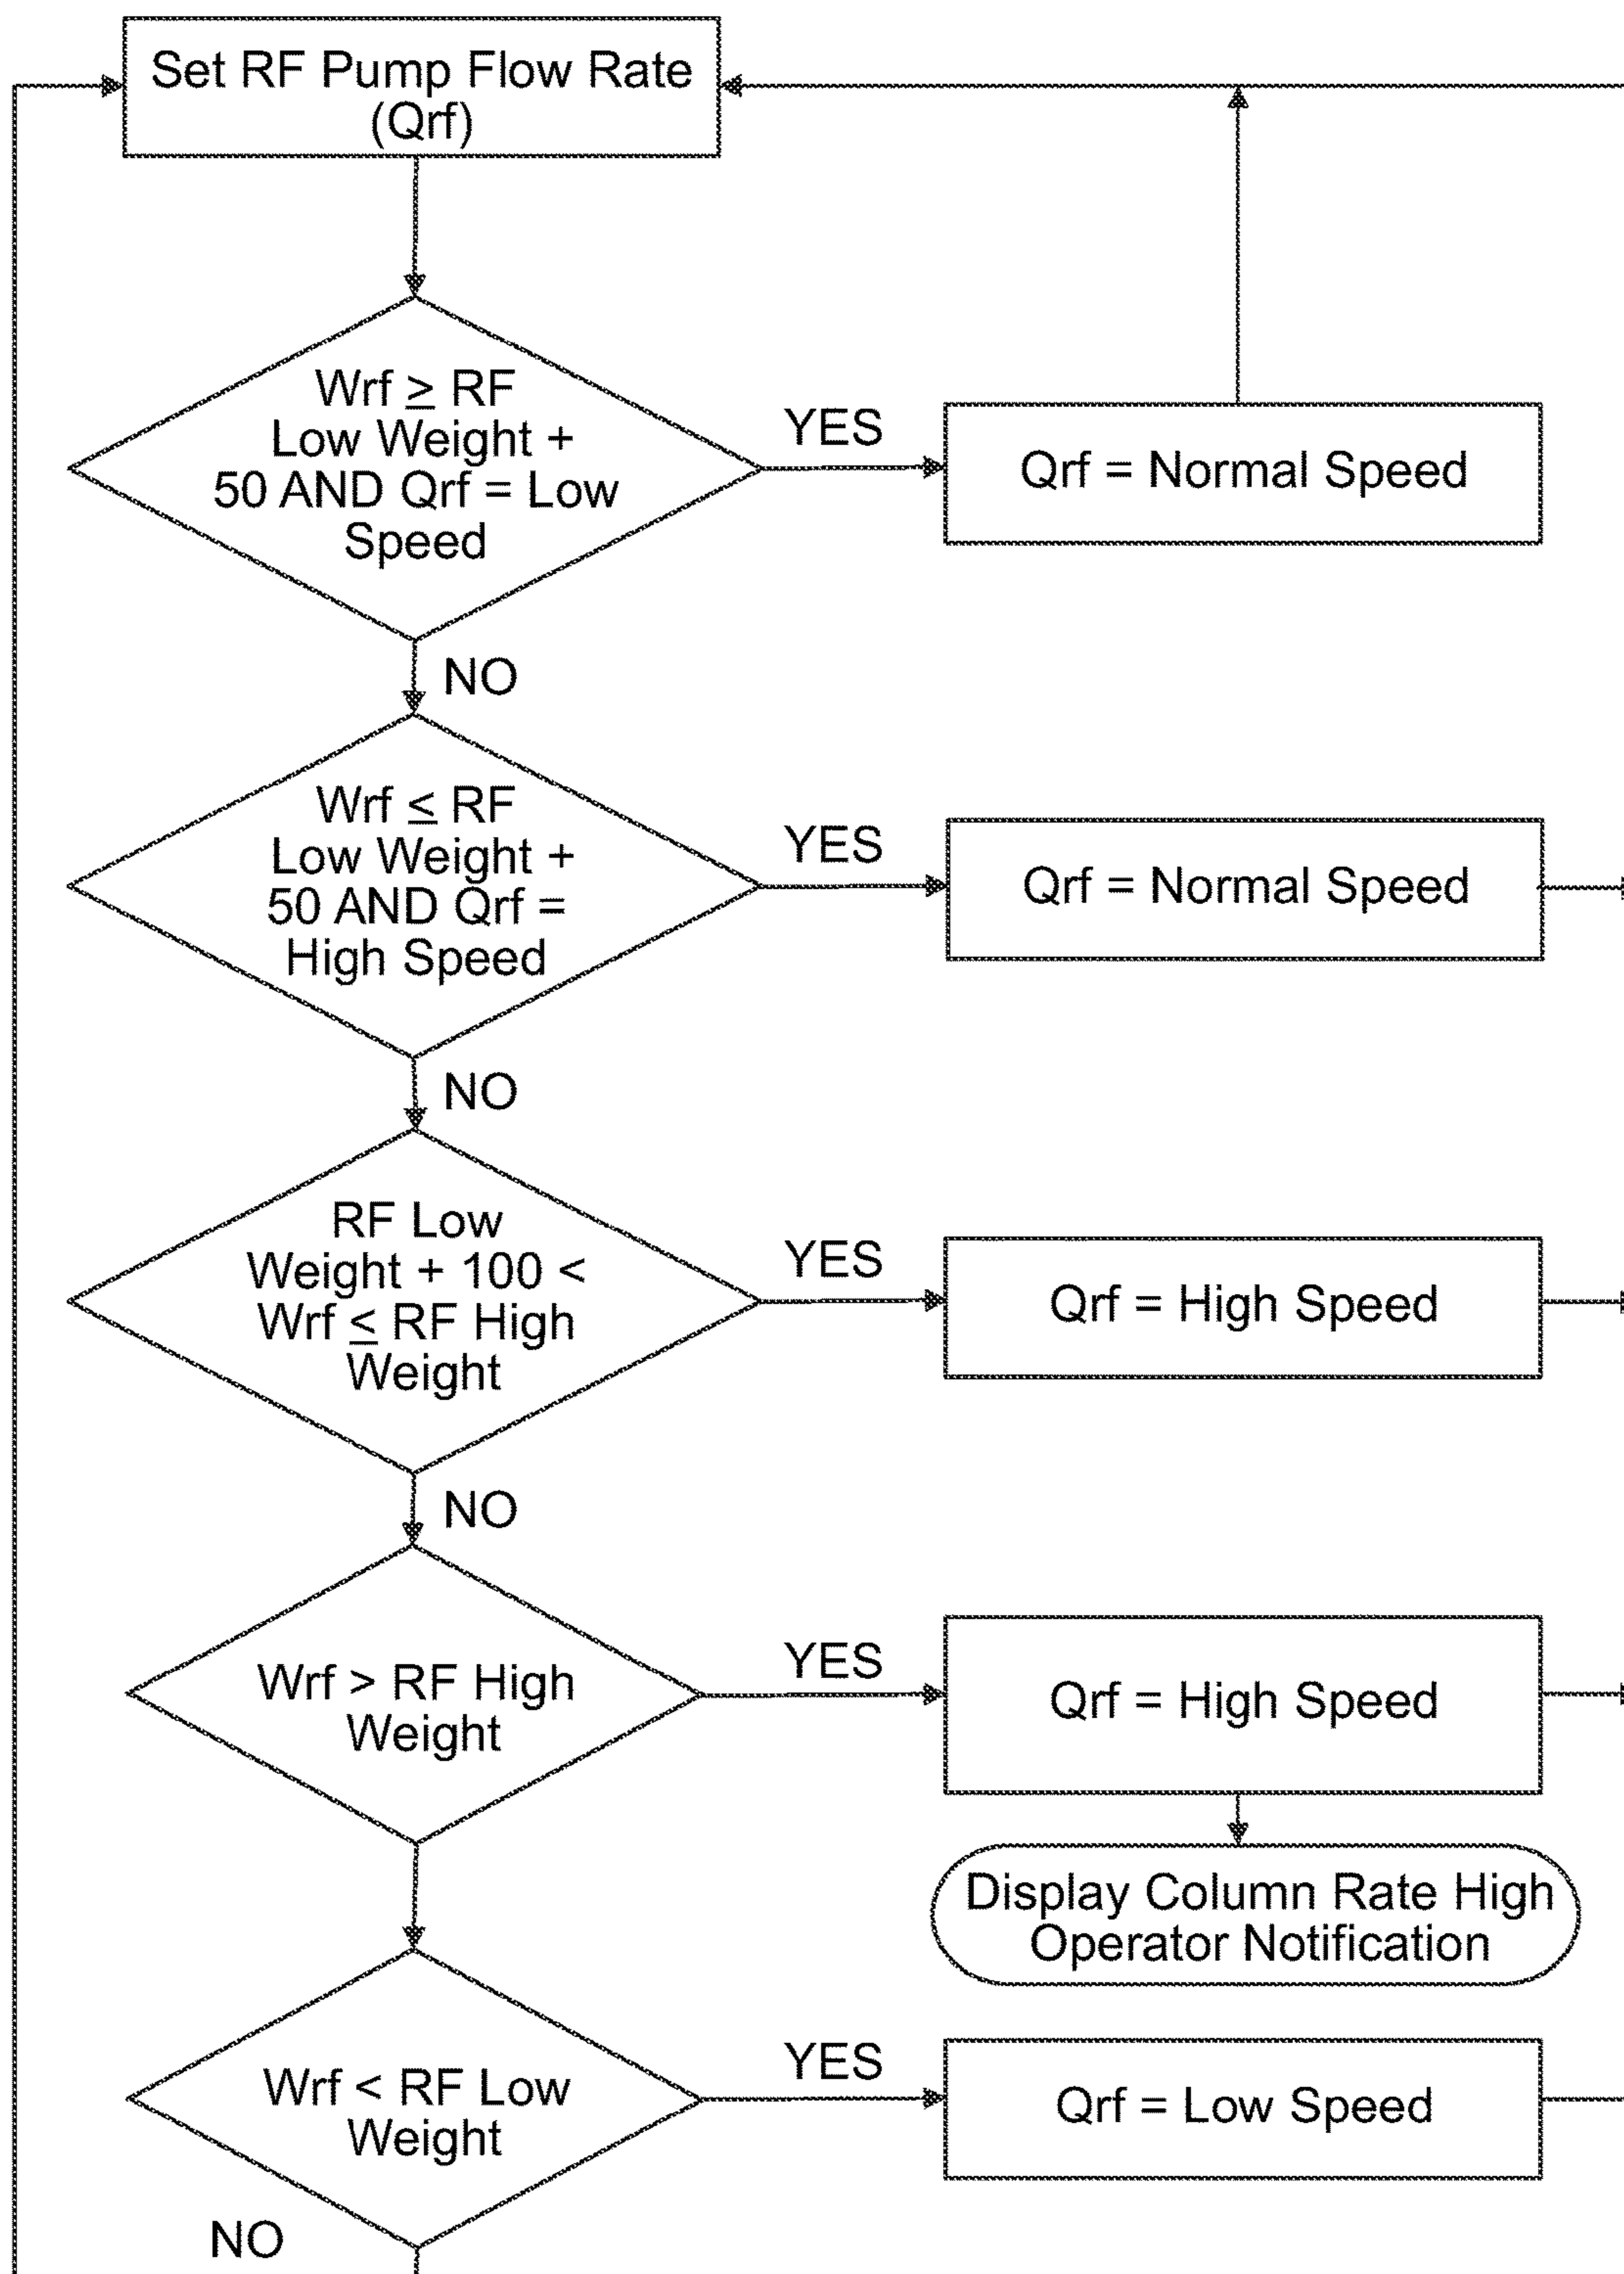 Set RF Pump Flow Rate
(Qrf)
Wrf ≥ RF
Low Weight +
50 AND Qrf = Low
Speed
YES
Qrf = Normal Speed
NO
Wrf ≤ RF
Low Weight +
50 AND Qrf =
High Speed
YES
Qrf = Normal Speed
NO
RF Low
Weight + 100 <
Wrf ≤ RF High
Weight
YES
Qrf = High Speed
NO
Wrf > RF High
Weight
YES
Qrf = High Speed
Display Column Rate High
Operator Notification
Wrf < RF Low
Weight
YES
Qrf = Low Speed
NO